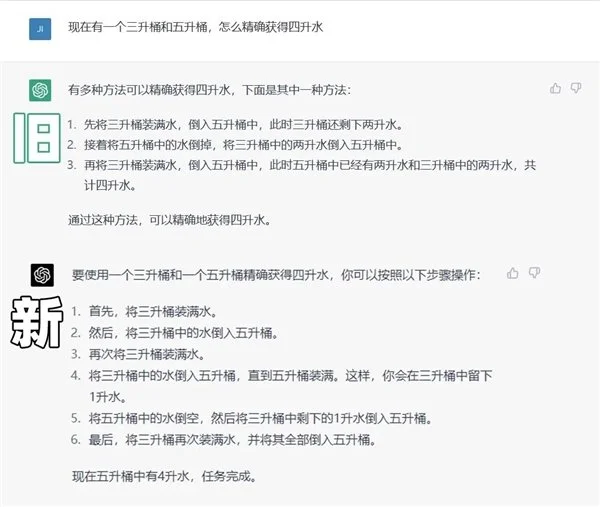 JI
现在有一个三升桶和五升桶，怎么精确获得四升水
有多种方法可以精确获得四升水，下面是其中一种方法：
旧
1. 先将三升桶装满水，倒入五升桶中，此时三升桶还剩下两升水。
2. 接着将五升桶中的水倒掉，将三升桶中的两升水倒入五升桶中。
3. 再将三升桶装满水，倒入五升桶中，此时五升桶中已经有两升水和三升桶中的两升水，共
计四升水。
通过这种方法，可以精确地获得四升水。
要使用一个三升桶和一个五升桶精确获得四升水，你可以按照以下步骤操作：
新
1. 首先，将三升桶装满水。
2. 然后，将三升桶中的水倒入五升桶。
3. 再次将三升桶装满水。
4. 将三升桶中的水倒入五升桶，直到五升桶装满。这样，你会在三升桶中留下
1升水。
5. 将五升桶中的水倒空，然后将三升桶中剩下的1升水倒入五升桶。
6. 最后，将三升桶再次装满水，并将其全部倒入五升桶。
现在五升桶中有4升水，任务完成。